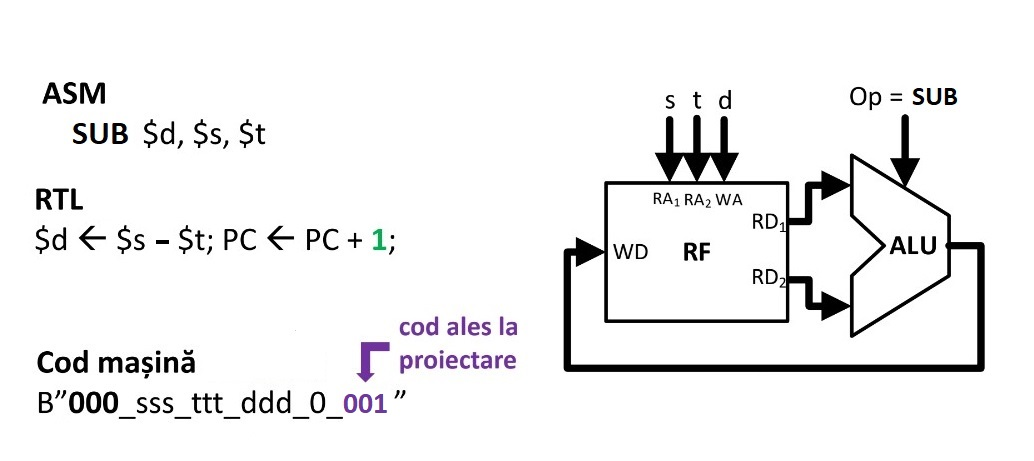 ASM
SUB $d, $s, $t
RTL
$d ← $s – $t; PC ← PC + 1;
cod ales la
proiectare
Cod mașină
B”000_sss_ttt_ddd_0_001”
s t d
Op = SUB
RA₁ RA₂ WA
RD₁
WD RF
ALU
RD₂